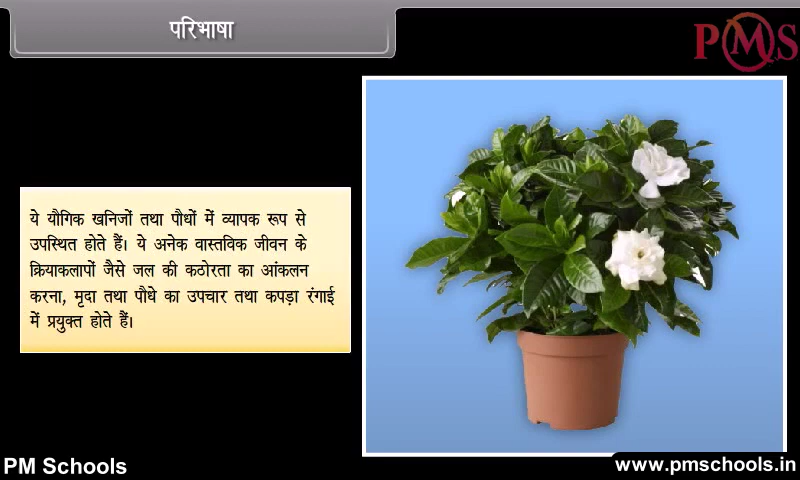 परिभाषा
PMS
ये यौगिक खनिजों तथा पौधों में व्यापक रूप से
उपस्थित होते हैं। ये अनेक वास्तविक जीवन के
क्रियाकलापों जैसे जल की कठोरता का आंकलन
करना, मृदा तथा पौधे का उपचार तथा कपड़ा रंगाई
में प्रयुक्त होते हैं।
PM Schools
www.pmschools.in